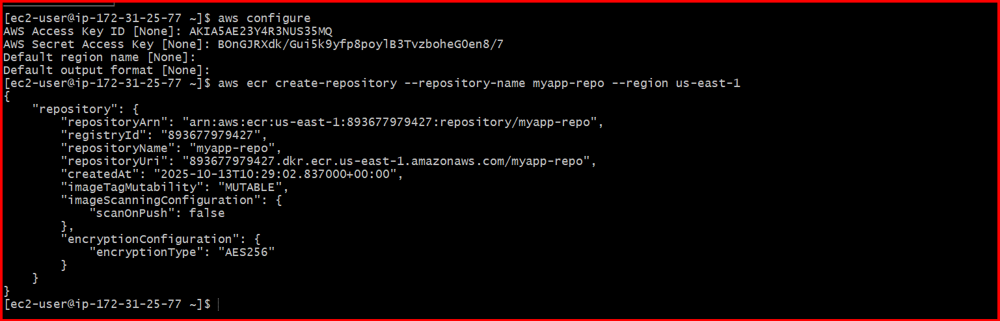 [ec2-user@ip-172-31-25-77 ~]$ aws configure
AWS Access Key ID [None]: AKIA5AE23Y4R3NUS35MQ
AWS Secret Access Key [None]: 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
Default region name [None]:
Default output format [None]:
[ec2-user@ip-172-31-25-77 ~]$ aws ecr create-repository --repository-name myapp-repo --region us-east-1
{
    "repository": {
        "repositoryArn": "arn:aws:ecr:us-east-1:893677979427:repository/myapp-repo",
        "registryId": "893677979427",
        "repositoryName": "myapp-repo",
        "repositoryUri": "893677979427.dkr.ecr.us-east-1.amazonaws.com/myapp-repo",
        "createdAt": "2025-10-13T10:29:02.837000+00:00",
        "imageTagMutability": "MUTABLE",
        "imageScanningConfiguration": {
            "scanOnPush": false
        },
        "encryptionConfiguration": {
            "encryptionType": "AES256"
        }
    }
}
[ec2-user@ip-172-31-25-77 ~]$